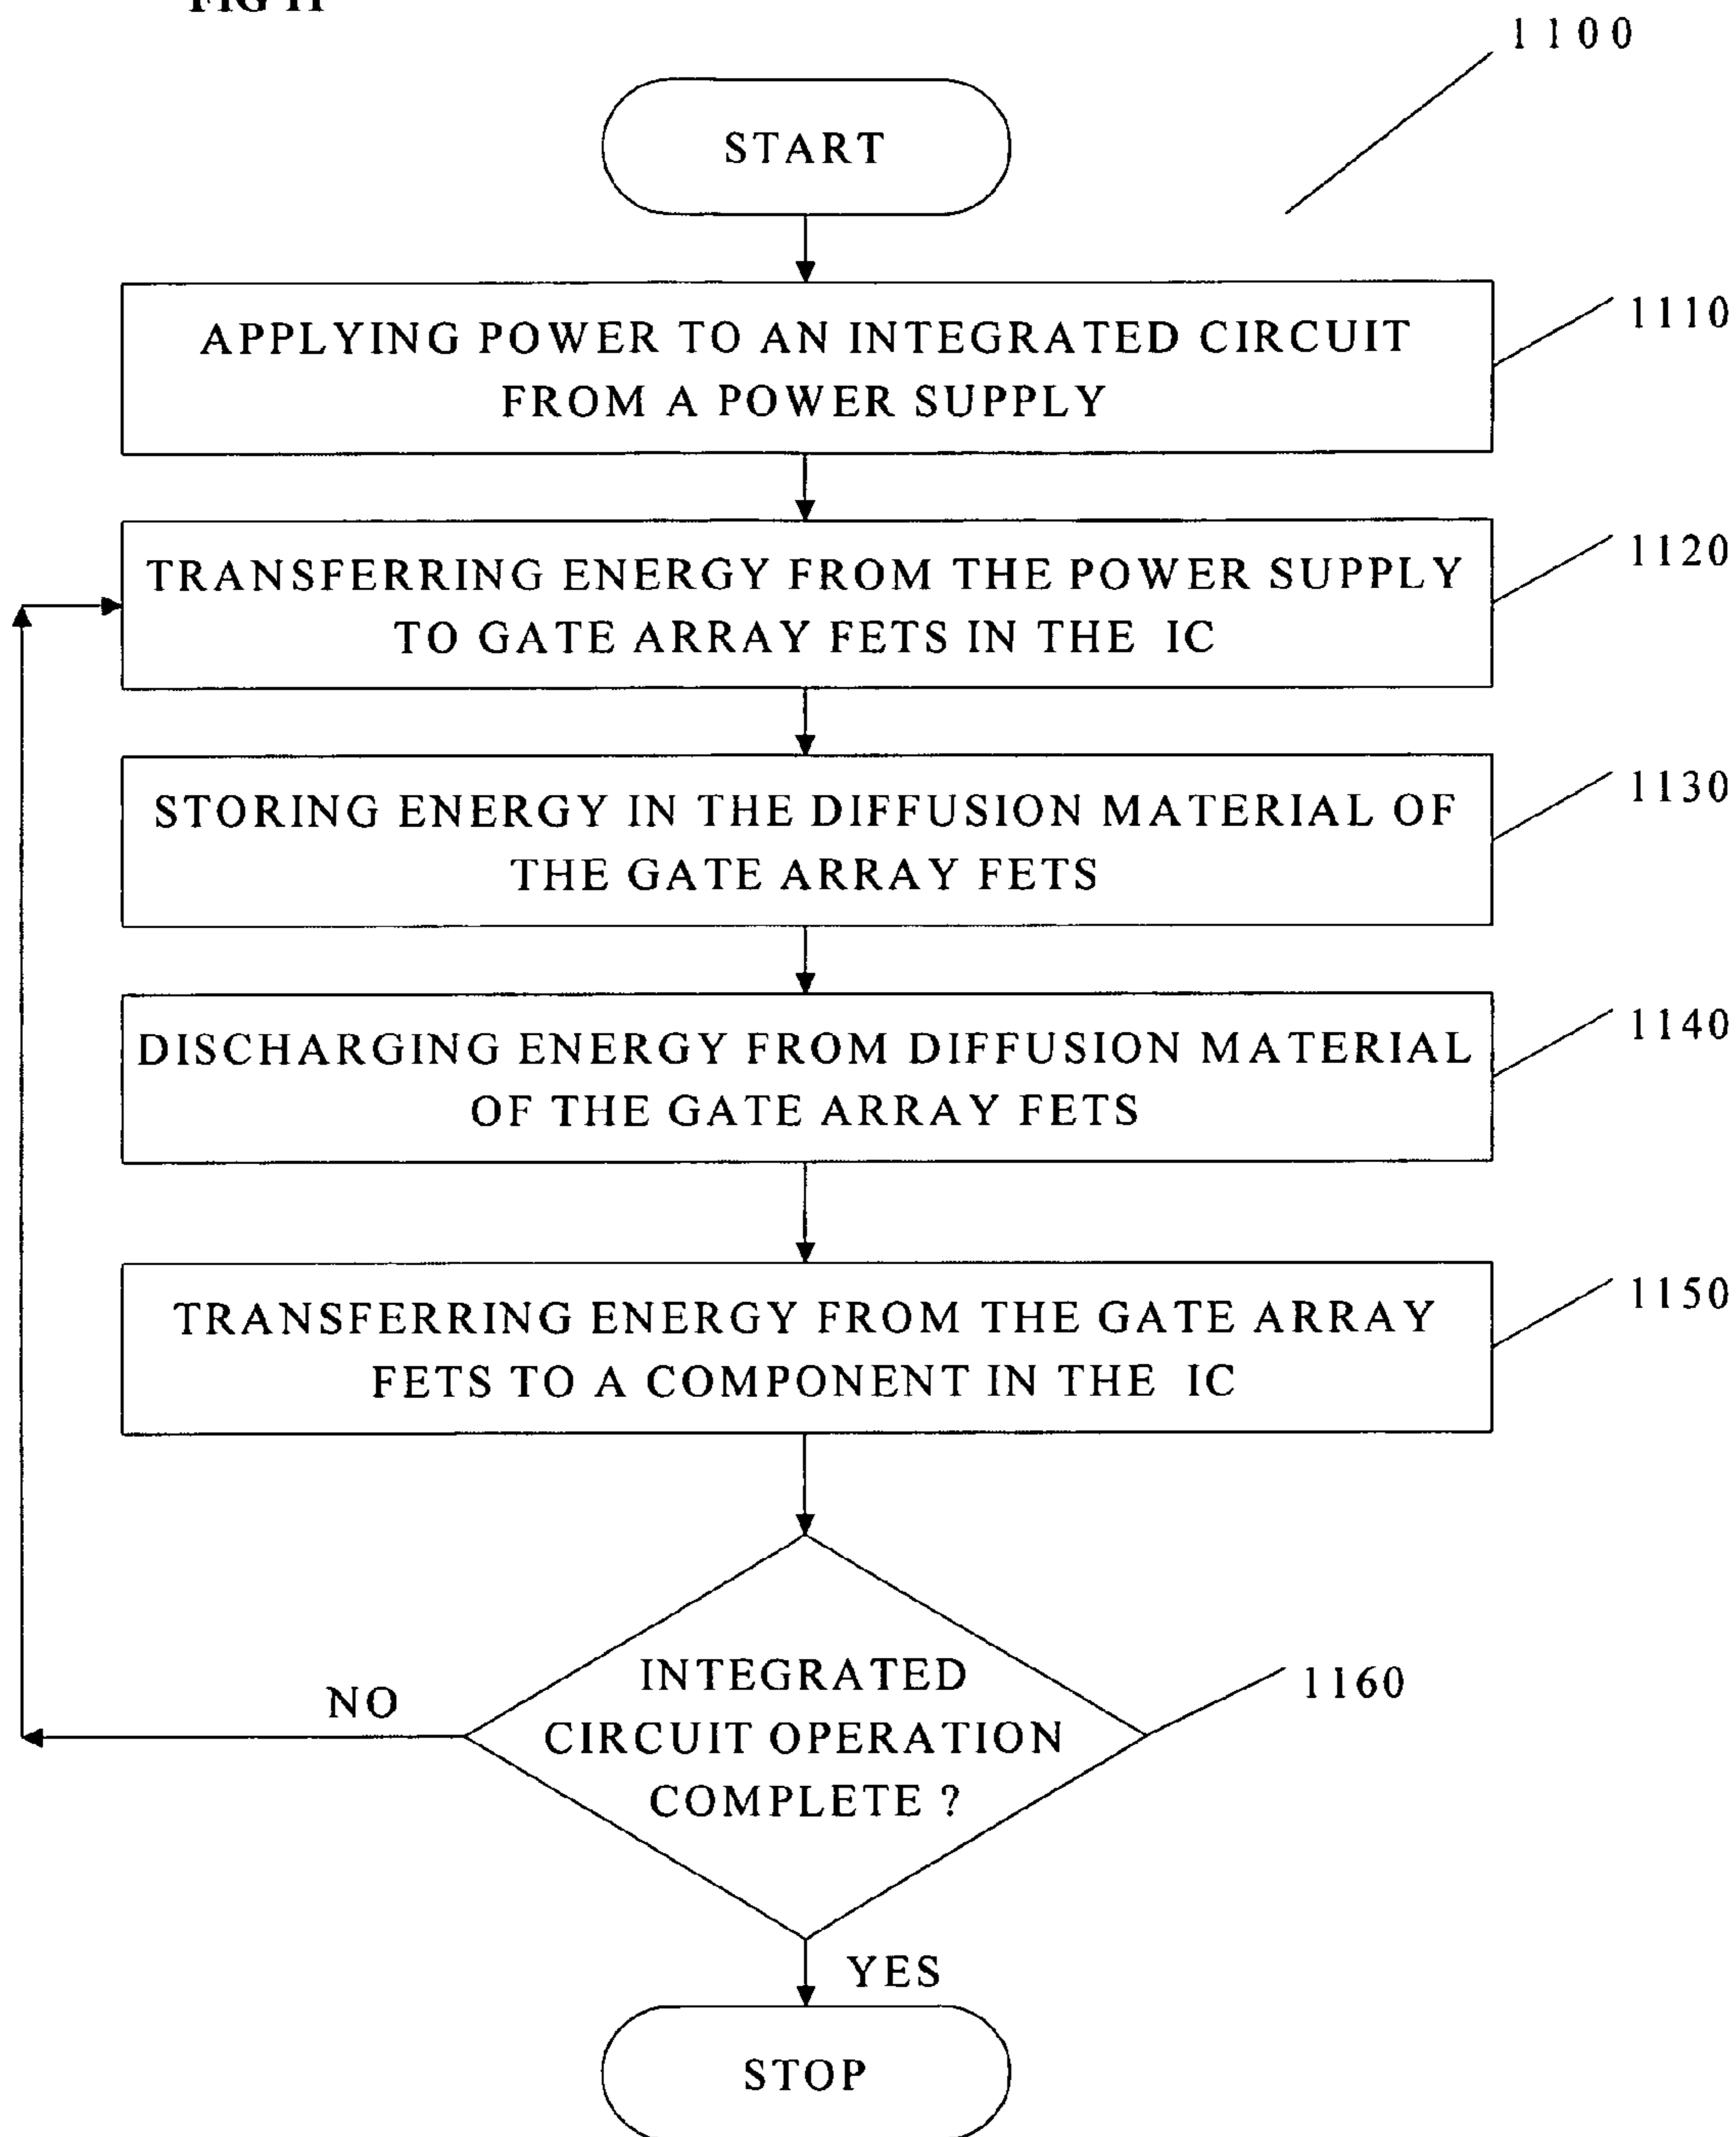 FIG 11
1100
START
APPLYING POWER TO AN INTEGRATED CIRCUIT
FROM A POWER SUPPLY
1110
TRANSFERRING ENERGY FROM THE POWER SUPPLY
TO GATE ARRAY FETS IN THE IC
1120
STORING ENERGY IN THE DIFFUSION MATERIAL OF
THE GATE ARRAY FETS
1130
DISCHARGING ENERGY FROM DIFFUSION MATERIAL
OF THE GATE ARRAY FETS
1140
TRANSFERRING ENERGY FROM THE GATE ARRAY
FETS TO A COMPONENT IN THE IC
1150
INTEGRATED
CIRCUIT OPERATION
COMPLETE ?
1160
NO
YES
STOP